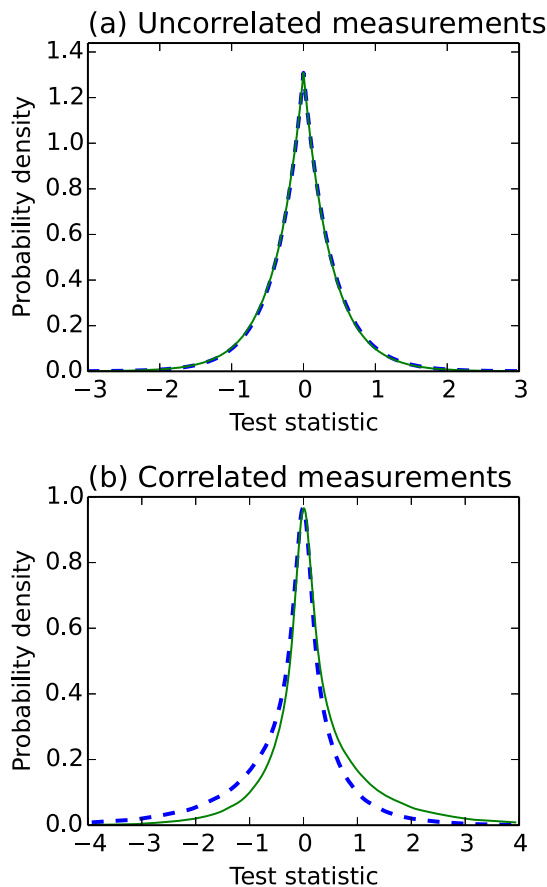 (a) Uncorrelated measurements
1.4
1.2
1.0
0.8
0.6
0.4
0.2
0.0
Probability density
−3 −2 −1 0 1 2 3
Test statistic
(b) Correlated measurements
1.0
0.8
0.6
0.4
0.2
0.0
Probability density
−4 −3 −2 −1 0 1 2 3 4
Test statistic